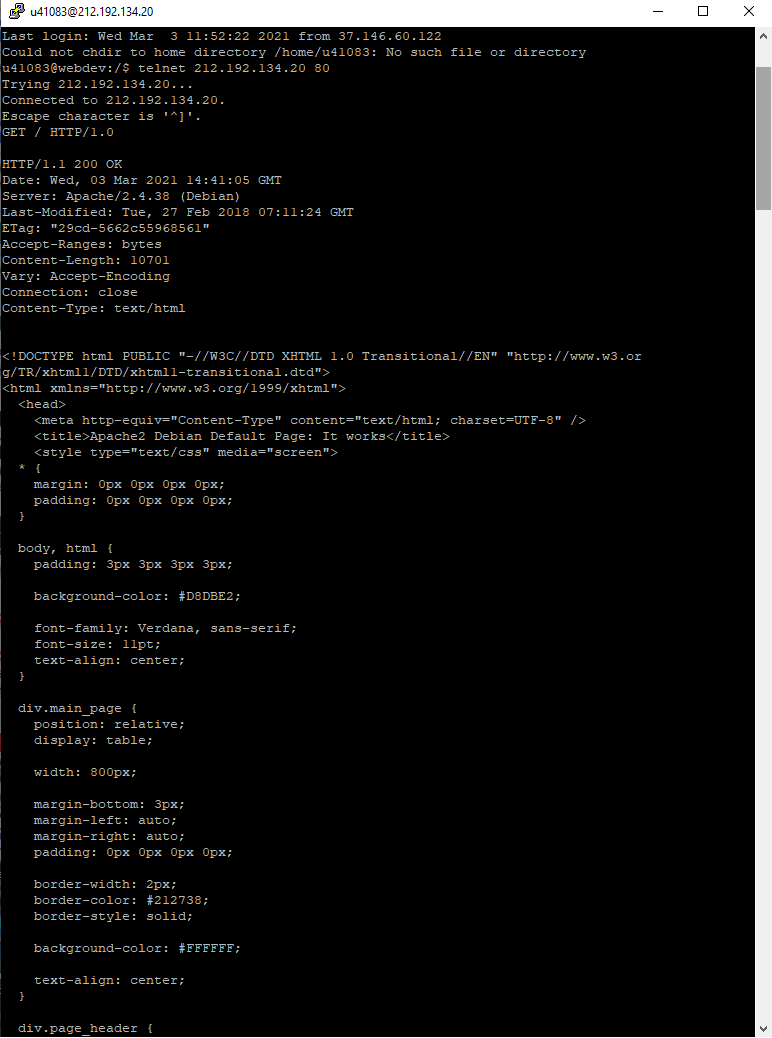 u41083@212.192.134.20
Last login: Wed Mar  3 11:52:22 2021 from 37.146.60.122
Could not chdir to home directory /home/u41083: No such file or directory
u41083@webdev:/$ telnet 212.192.134.20 80
Trying 212.192.134.20...
Connected to 212.192.134.20.
Escape character is '^]'.
GET / HTTP/1.0

HTTP/1.1 200 OK
Date: Wed, 03 Mar 2021 14:41:05 GMT
Server: Apache/2.4.38 (Debian)
Last-Modified: Tue, 27 Feb 2018 07:11:24 GMT
ETag: "29cd-5662c55968561"
Accept-Ranges: bytes
Content-Length: 10701
Vary: Accept-Encoding
Connection: close
Content-Type: text/html


<!DOCTYPE html PUBLIC "-//W3C//DTD XHTML 1.0 Transitional//EN" "http://www.w3.or
g/TR/xhtml1/DTD/xhtml1-transitional.dtd">
<html xmlns="http://www.w3.org/1999/xhtml">
  <head>
    <meta http-equiv="Content-Type" content="text/html; charset=UTF-8" />
    <title>Apache2 Debian Default Page: It works</title>
    <style type="text/css" media="screen">
  * {
    margin: 0px 0px 0px 0px;
    padding: 0px 0px 0px 0px;
  }

  body, html {
    padding: 3px 3px 3px 3px;

    background-color: #D8DBE2;

    font-family: Verdana, sans-serif;
    font-size: 11pt;
    text-align: center;
  }

  div.main_page {
    position: relative;
    display: table;

    width: 800px;

    margin-bottom: 3px;
    margin-left: auto;
    margin-right: auto;
    padding: 0px 0px 0px 0px;

    border-width: 2px;
    border-color: #212738;
    border-style: solid;

    background-color: #FFFFFF;

    text-align: center;
  }

  div.page_header {